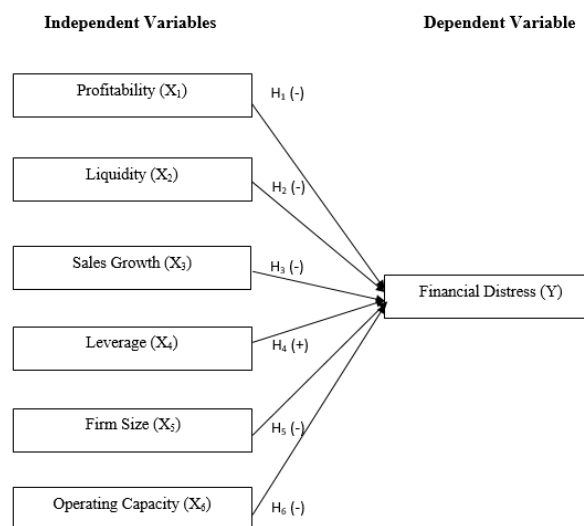 Independent Variables
Dependent Variable
Profitability (X₁)
H₁ (-)
Liquidity (X₂)
H₂ (-)
Sales Growth (X₃)
H₃ (-)
Financial Distress (Y)
Leverage (X₄)
H₄ (+)
Firm Size (X₅)
H₅ (-)
Operating Capacity (X₆)
H₆ (-)